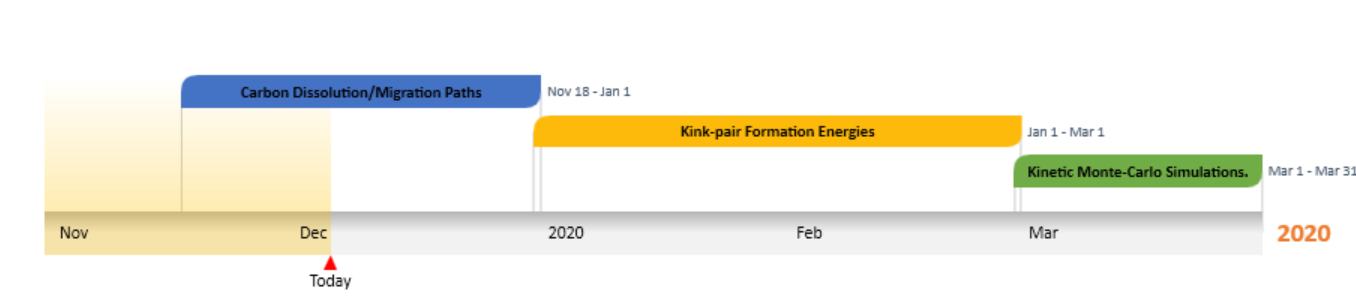 Carbon Dissolution/Migration Paths
Nov 18 - Jan 1
Kink-pair Formation Energies
Jan 1 - Mar 1
Kinetic Monte-Carlo Simulations.
Mar 1 - Mar 31
Nov
Dec
2020
Feb
Mar
2020
Today